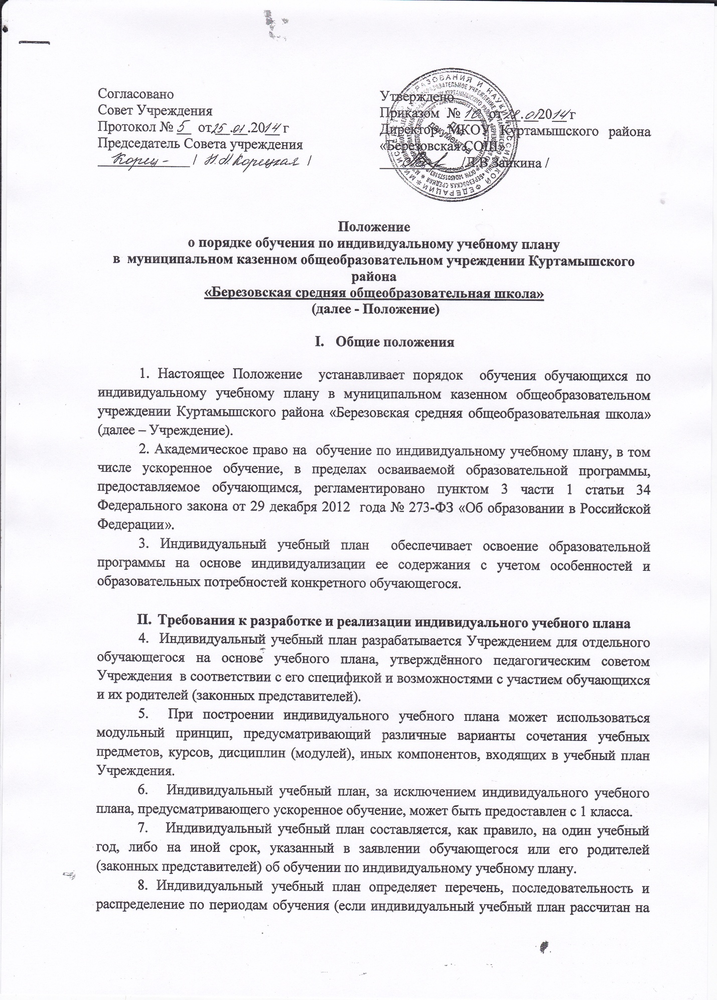 Согласовано
Совет Учреждения
Протокол № 5 от 25.01.2014 г
Председатель Совета учреждения
Корец- / Н.Н.Корецкая /
Утверждено
Приказом № 10 от 28.01 2014 г
Директор МКОУ Куртамышского района
«Березовская СОШ»
/Л.В Заикина /
Для документов
Положение
о порядке обучения по индивидуальному учебному плану
в муниципальном казенном общеобразовательном учреждении Куртамышского
района
«Березовская средняя общеобразовательная школа»
(далее - Положение)
I. Общие положения
1. Настоящее Положение устанавливает порядок обучения обучающихся по
индивидуальному учебному плану в муниципальном казенном общеобразовательном
учреждении Куртамышского района «Березовская средняя общеобразовательная школа»
(далее – Учреждение).
2. Академическое право на обучение по индивидуальному учебному плану, в том
числе ускоренное обучение, в пределах осваиваемой образовательной программы,
предоставляемое обучающимся, регламентировано пунктом 3 части 1 статьи 34
Федерального закона от 29 декабря 2012 года № 273-ФЗ «Об образовании в Российской
Федерации».
3. Индивидуальный учебный план обеспечивает освоение образовательной
программы на основе индивидуализации ее содержания с учетом особенностей и
образовательных потребностей конкретного обучающегося.
II. Требования к разработке и реализации индивидуального учебного плана
4. Индивидуальный учебный план разрабатывается Учреждением для отдельного
обучающегося на основе учебного плана, утверждённого педагогическим советом
Учреждения в соответствии с его спецификой и возможностями с участием обучающихся
и их родителей (законных представителей).
5. При построении индивидуального учебного плана может использоваться
модульный принцип, предусматривающий различные варианты сочетания учебных
предметов, курсов, дисциплин (модулей), иных компонентов, входящих в учебный план
Учреждения.
6. Индивидуальный учебный план, за исключением индивидуального учебного
плана, предусматривающего ускоренное обучение, может быть предоставлен с 1 класса.
7. Индивидуальный учебный план составляется, как правило, на один учебный
год, либо на иной срок, указанный в заявлении обучающегося или его родителей
(законных представителей) об обучении по индивидуальному учебному плану.
8. Индивидуальный учебный план определяет перечень, последовательность и
распределение по периодам обучения (если индивидуальный учебный план рассчитан на